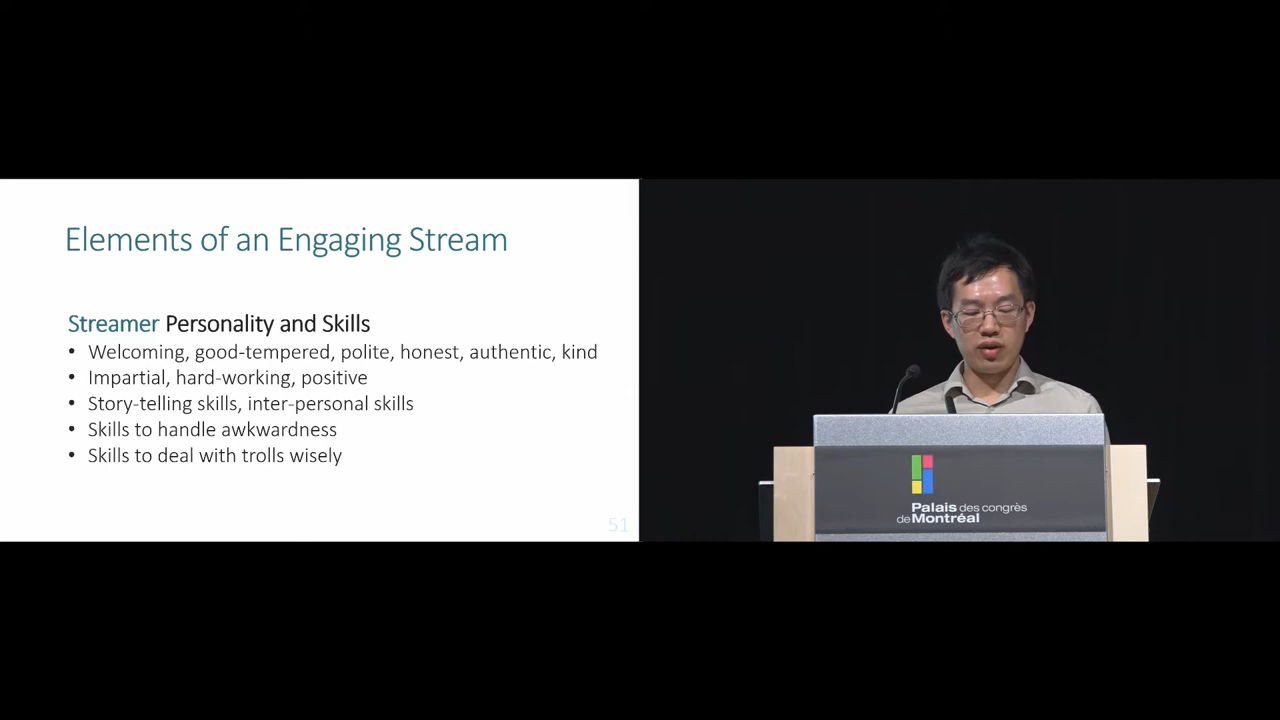 Elements of an Engaging Stream
Streamer Personality and Skills
• Welcoming, good-tempered, polite, honest, authentic, kind
• Impartial, hard-working, positive
• Story-telling skills, inter-personal skills
• Skills to handle awkwardness
• Skills to deal with trolls wisely
51
Palais des congrès
de Montréal